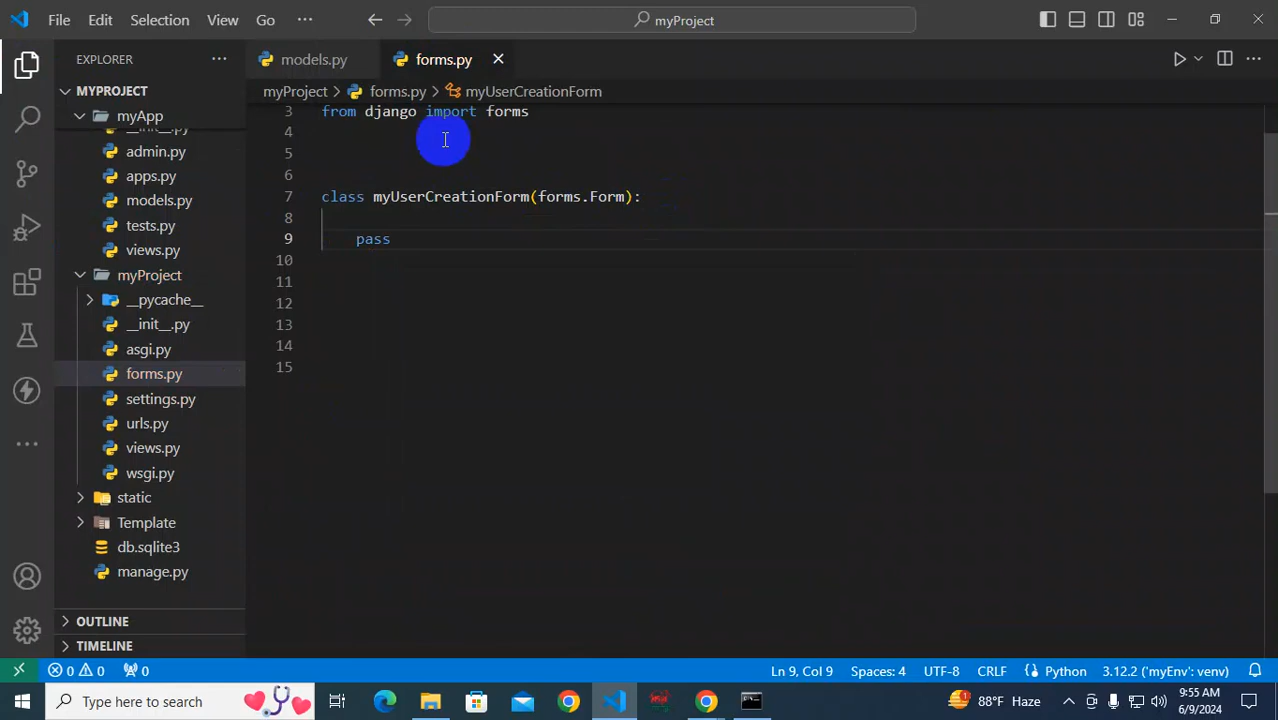 File Edit Selection View Go ··· myProject
EXPLORER ··· models.py forms.py
MYPROJECT myProject > forms.py > myUserCreationForm
myApp
__init__.py
admin.py
apps.py
models.py
tests.py
views.py
myProject
__pycache__
__init__.py
asgi.py
forms.py
settings.py
urls.py
views.py
wsgi.py
static
Template
db.sqlite3
manage.py
OUTLINE
TIMELINE
3 from django import forms
4
5
6
7 class myUserCreationForm(forms.Form):
8
9 pass
10
11
12
13
14
15
0 0 0 Ln 9, Col 9 Spaces: 4 UTF-8 CRLF Python 3.12.2 ('myEnv': venv)
Type here to search 1 88°F Haze 9:55 AM
6/9/2024